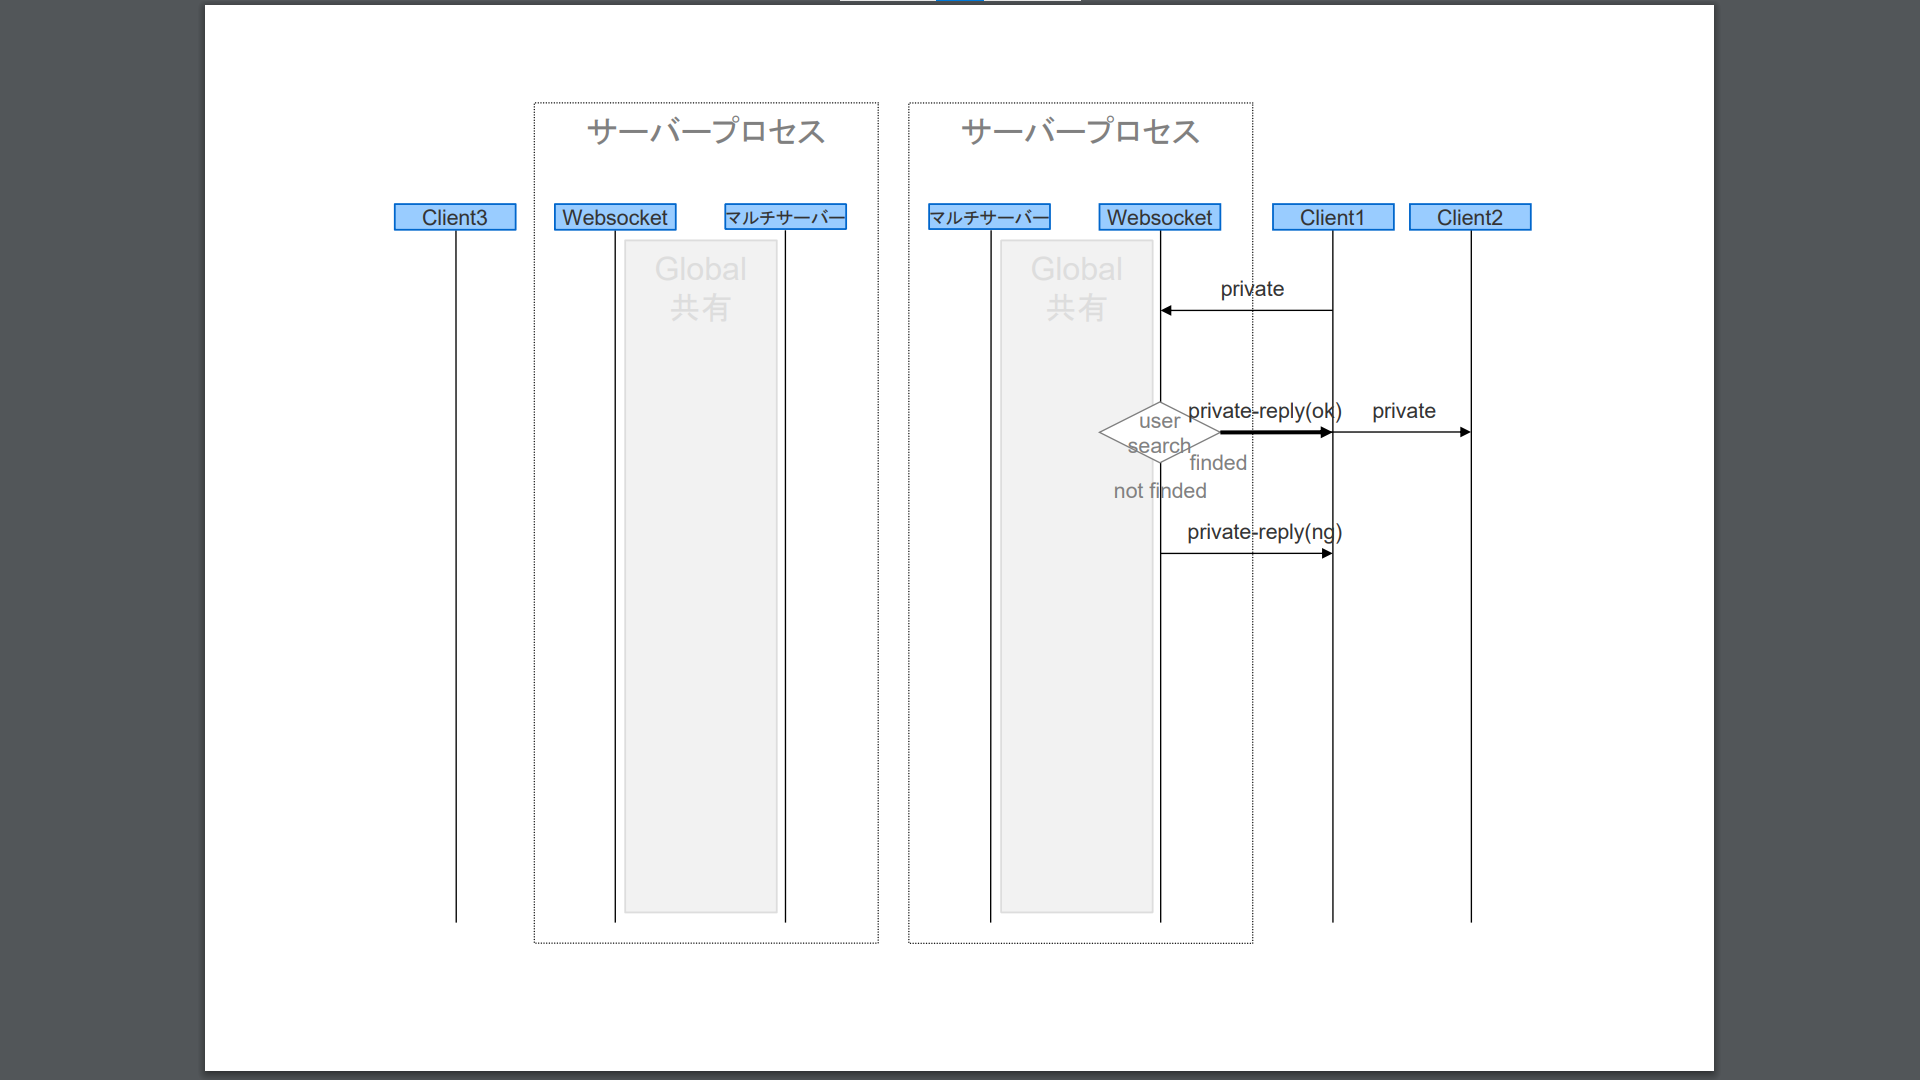 サーバープロセス
サーバープロセス
Client3
Websocket
マルチサーバー
マルチサーバー
Websocket
Client1
Client2
Global
共有
Global
共有
private
private-reply(ok)
private
user
search
finded
not finded
private-reply(ng)